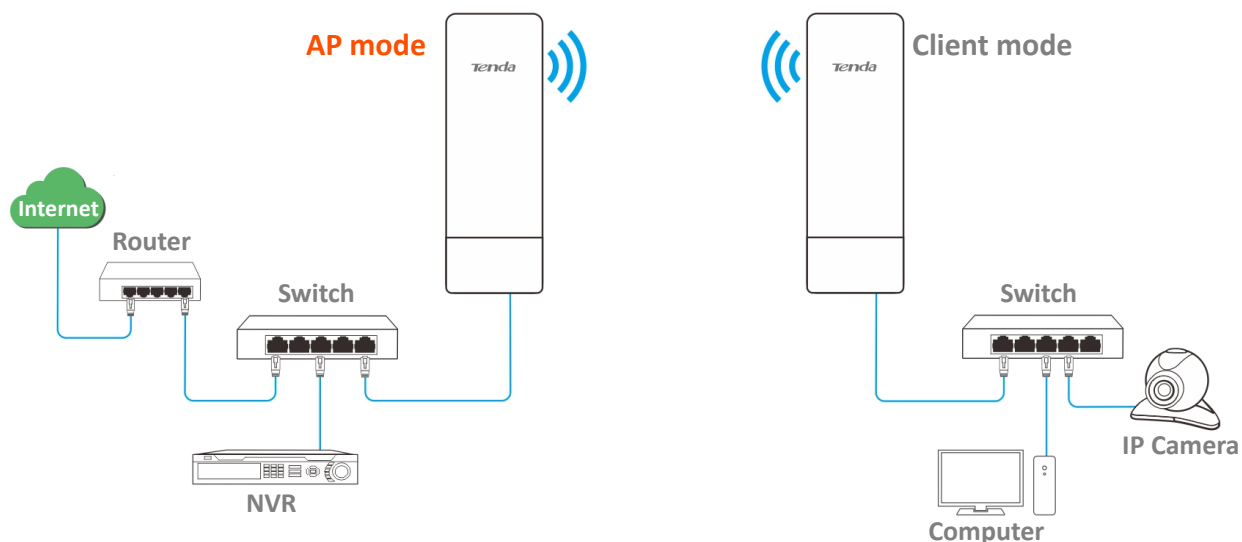 AP mode
Tenda
Tenda
Client mode
Internet
Router
Switch
Switch
NVR
IP Camera
Computer